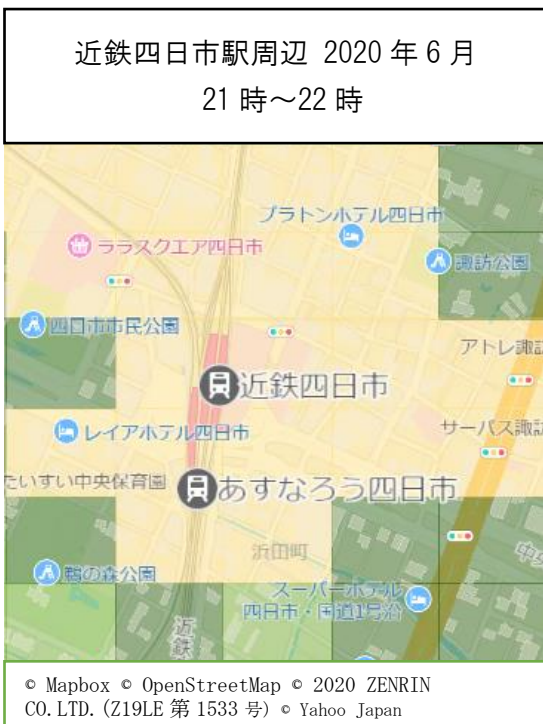 近鉄四日市駅周辺 2020年6月
21時～22時
プラトンホテル四日市
ララスクエア四日市
諏訪公園
四日市市民公園
アトレ諏訪
近鉄四日市
レイアホテル四日市
サーパス諏訪
たいすい中央保育園
あすなろう四日市
浜田町
中央
鵜の森公園
スーパーホテル
四日市・国道1号沿
近鉄
© Mapbox © OpenStreetMap © 2020 ZENRIN
CO.LTD.(Z19LE 第 1533 号) © Yahoo Japan